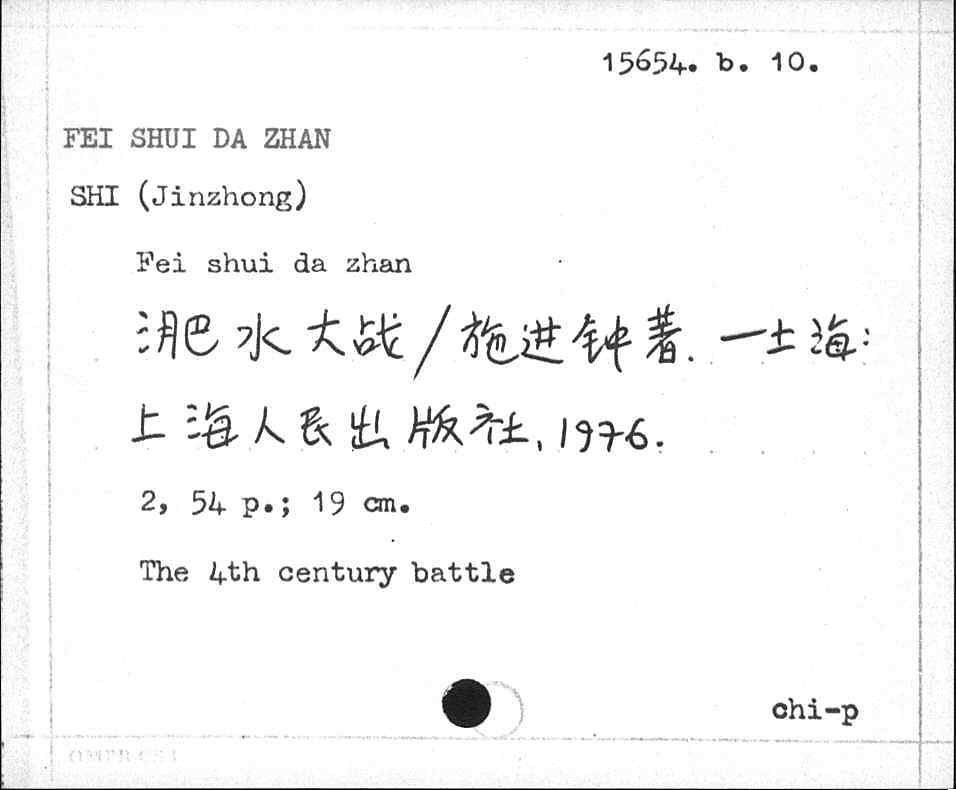 15654. b. 10.
FEI SHUI DA ZHAN
SHI (Jinzhong)
Fei shui da zhan
淝水大战/施进钟著. —上海:
上海人民出版社, 1976.
2, 54 p.; 19 cm.
The 4th century battle
chi-p